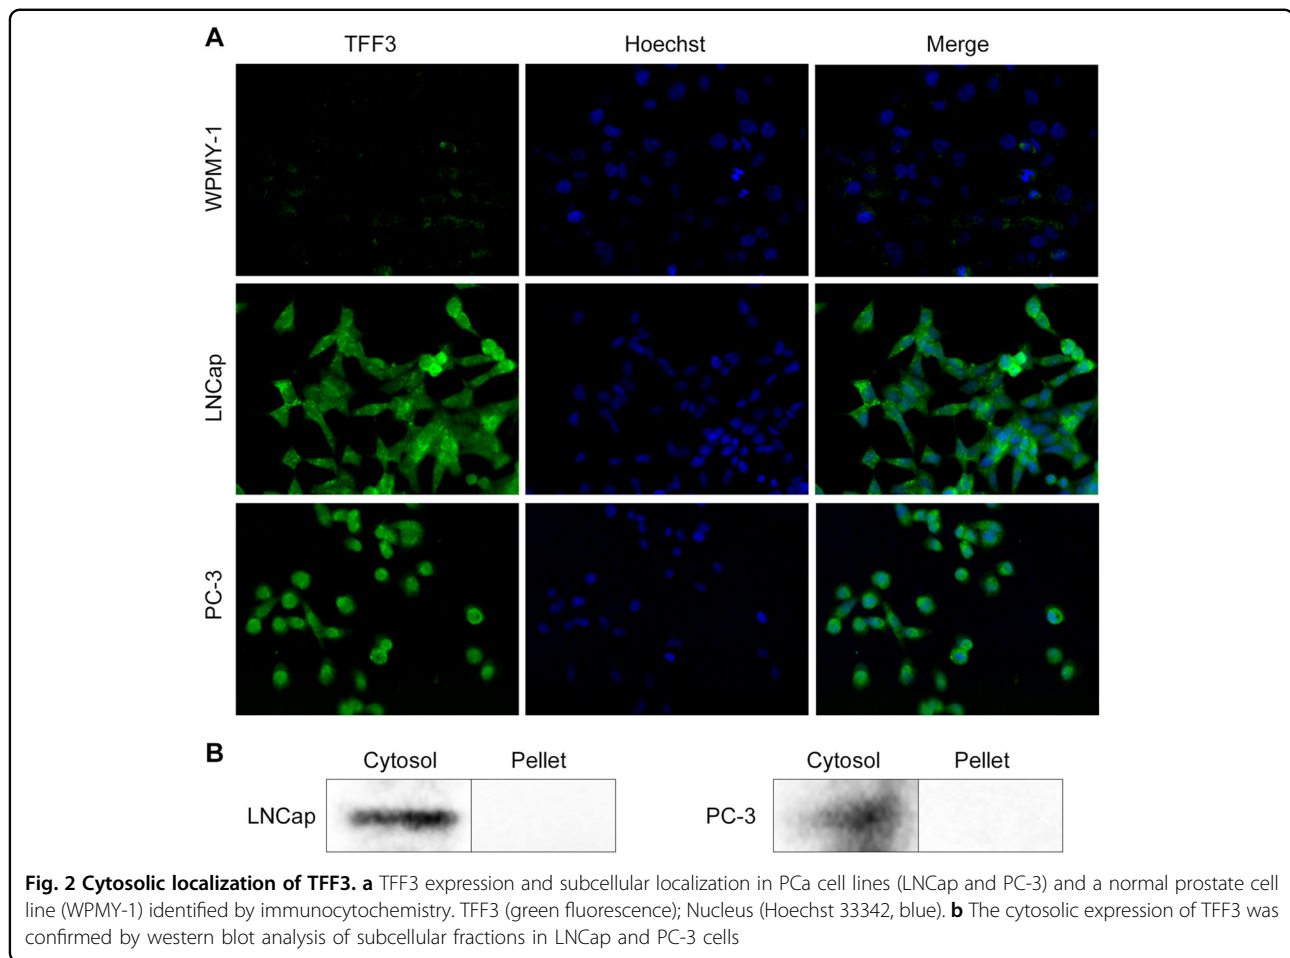 A
TFF3 Hoechst Merge
WPMY-1
LNCap
PC-3
B
Cytosol Pellet Cytosol Pellet
LNCap PC-3
Fig. 2 Cytosolic localization of TFF3. a TFF3 expression and subcellular localization in PCa cell lines (LNCap and PC-3) and a normal prostate cell
line (WPMY-1) identified by immunocytochemistry. TFF3 (green fluorescence); Nucleus (Hoechst 33342, blue). b The cytosolic expression of TFF3 was
confirmed by western blot analysis of subcellular fractions in LNCap and PC-3 cells